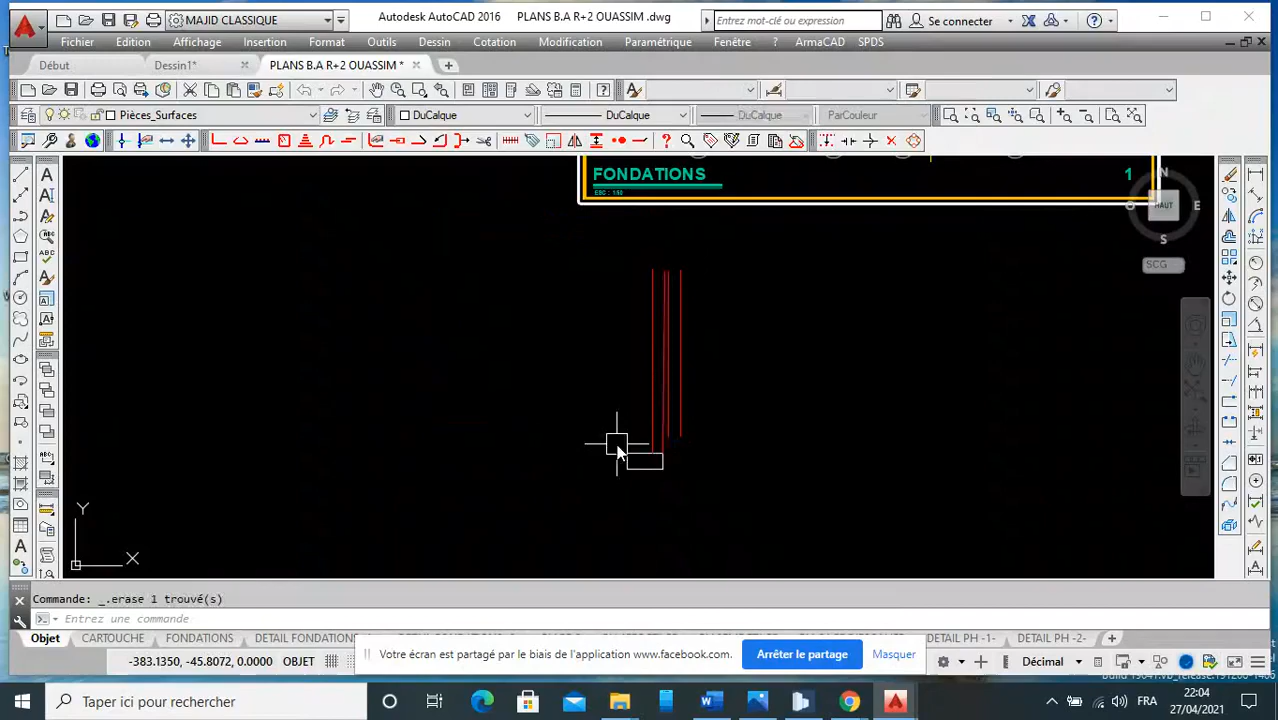 MAJID CLASSIQUE
Autodesk AutoCAD 2016 PLANS B.A R+2 OUASSIM .dwg
Entrez mot-clé ou expression
Se connecter
Fichier Edition Affichage Insertion Format Outils Dessin Cotation Modification Paramétrique Fenêtre ? ArmaCAD SPDS
Début Dessin1* PLANS B.A R+2 OUASSIM *
Pièces_Surfaces DuCalque DuCalque DuCalque ParCouleur
FONDATIONS 1
ESC : 1\50
N
O HAUT E
S
SCG
Y
X
Commande: _.erase 1 trouvé(s)
Entrez une commande
Objet CARTOUCHE FONDATIONS DETAIL FONDATIONS DETAIL PH -1- DETAIL PH -2-
Votre écran est partagé par le biais de l'application www.facebook.com. Arrêter le partage Masquer
-383.1350, -45.8072, 0.0000 OBJET Décimal
Taper ici pour rechercher
FRA
22:04
27/04/2021